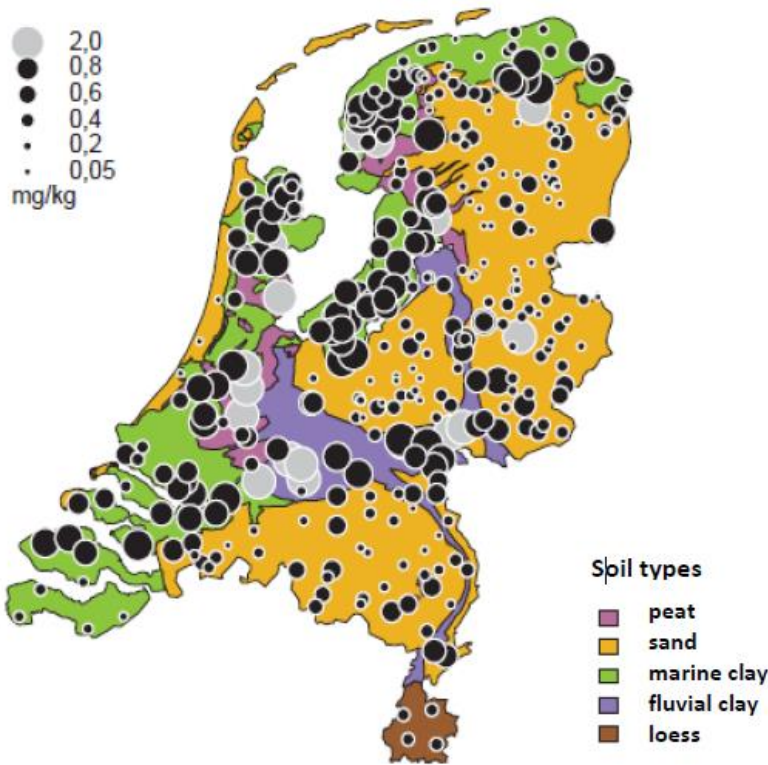 2,0
0,8
0,6
0,4
0,2
0,05
mg/kg
Soil types
peat
sand
marine clay
fluvial clay
loess